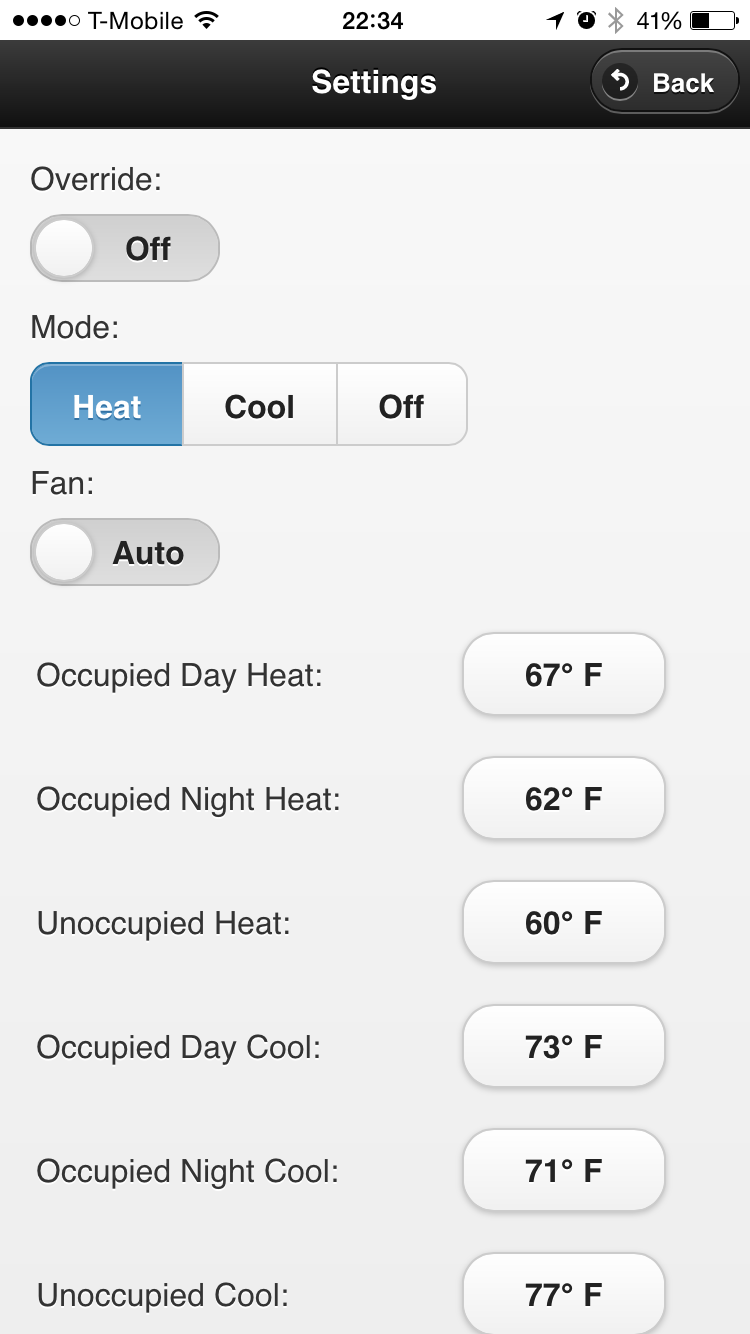 T-Mobile 22:34 41%
Settings
Back
Override:
Off
Mode:
Heat Cool Off
Fan:
Auto
Occupied Day Heat: 67° F
Occupied Night Heat: 62° F
Unoccupied Heat: 60° F
Occupied Day Cool: 73° F
Occupied Night Cool: 71° F
Unoccupied Cool: 77° F